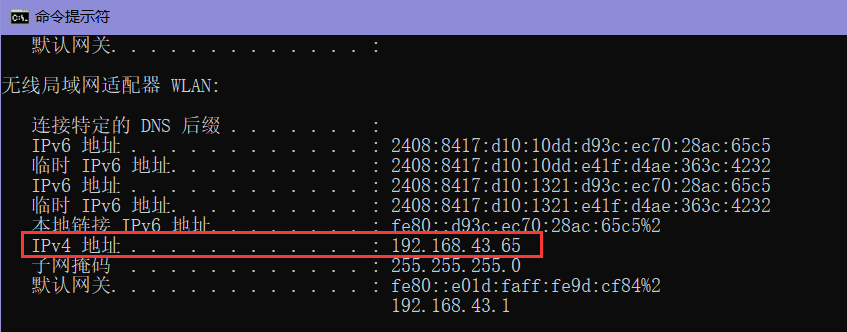 命令提示符
默认网关. . . . . . . . . . . . . :
无线局域网适配器 WLAN:
连接特定的 DNS 后缀 . . . . . . . :
IPv6 地址 . . . . . . . . . . . . : 2408:8417:d10:10dd:d93c:ec70:28ac:65c5
临时 IPv6 地址. . . . . . . . . . : 2408:8417:d10:10dd:e41f:d4ae:363c:4232
IPv6 地址 . . . . . . . . . . . . : 2408:8417:d10:1321:d93c:ec70:28ac:65c5
临时 IPv6 地址. . . . . . . . . . : 2408:8417:d10:1321:e41f:d4ae:363c:4232
本地链接 IPv6 地址. . . . . . . . : fe80::d93c:ec70:28ac:65c5%2
IPv4 地址 . . . . . . . . . . . . : 192.168.43.65
子网掩码 . . . . . . . . . . . . : 255.255.255.0
默认网关. . . . . . . . . . . . . : fe80::e01d:faff:fe9d:cf84%2
192.168.43.1